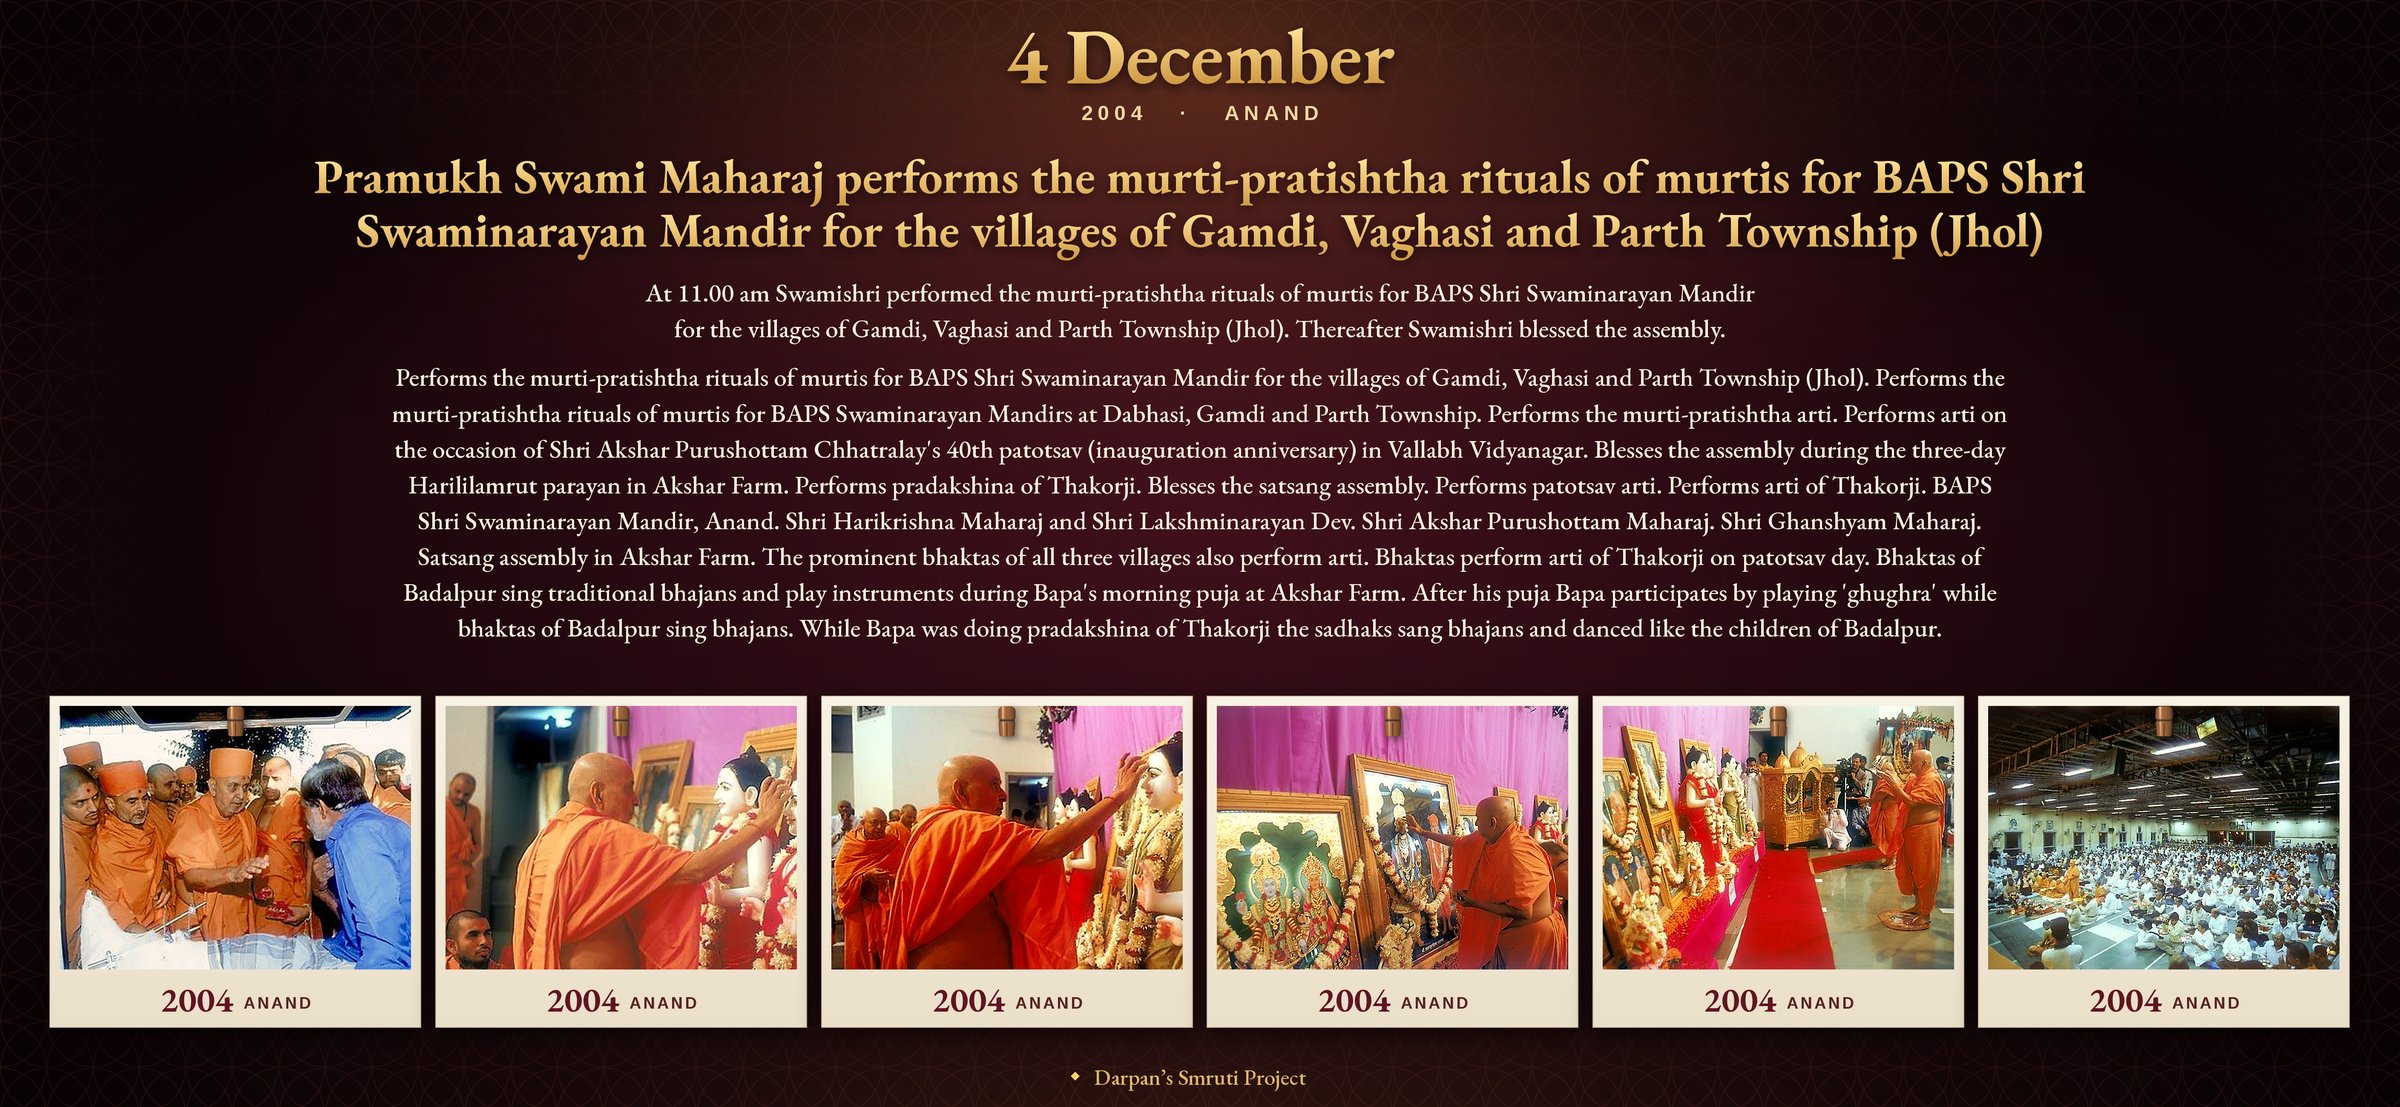 4 December
2004 · ANAND
Pramukh Swami Maharaj performs the murti-pratishtha rituals of murtis for BAPS Shri
Swaminarayan Mandir for the villages of Gamdi, Vaghasi and Parth Township (Jhol)
At 11.00 am Swamishri performed the murti-pratishtha rituals of murtis for BAPS Shri Swaminarayan Mandir
for the villages of Gamdi, Vaghasi and Parth Township (Jhol). Thereafter Swamishri blessed the assembly.
Performs the murti-pratishtha rituals of murtis for BAPS Shri Swaminarayan Mandir for the villages of Gamdi, Vaghasi and Parth Township (Jhol). Performs the
murti-pratishtha rituals of murtis for BAPS Swaminarayan Mandirs at Dabhasi, Gamdi and Parth Township. Performs the murti-pratishtha arti. Performs arti on
the occasion of Shri Akshar Purushottam Chhatralay's 40th patotsav (inauguration anniversary) in Vallabh Vidyanagar. Blesses the assembly during the three-day
Harililamrut parayan in Akshar Farm. Performs pradakshina of Thakorji. Blesses the satsang assembly. Performs patotsav arti. Performs arti of Thakorji. BAPS
Shri Swaminarayan Mandir, Anand. Shri Harikrishna Maharaj and Shri Lakshminarayan Dev. Shri Akshar Purushottam Maharaj. Shri Ghanshyam Maharaj.
Satsang assembly in Akshar Farm. The prominent bhaktas of all three villages also perform arti. Bhaktas perform arti of Thakorji on patotsav day. Bhaktas of
Badalpur sing traditional bhajans and play instruments during Bapa's morning puja at Akshar Farm. After his puja Bapa participates by playing 'ghughra' while
bhaktas of Badalpur sing bhajans. While Bapa was doing pradakshina of Thakorji the sadhaks sang bhajans and danced like the children of Badalpur.
2004 ANAND
2004 ANAND
2004 ANAND
2004 ANAND
2004 ANAND
2004 ANAND
Darpan’s Smruti Project